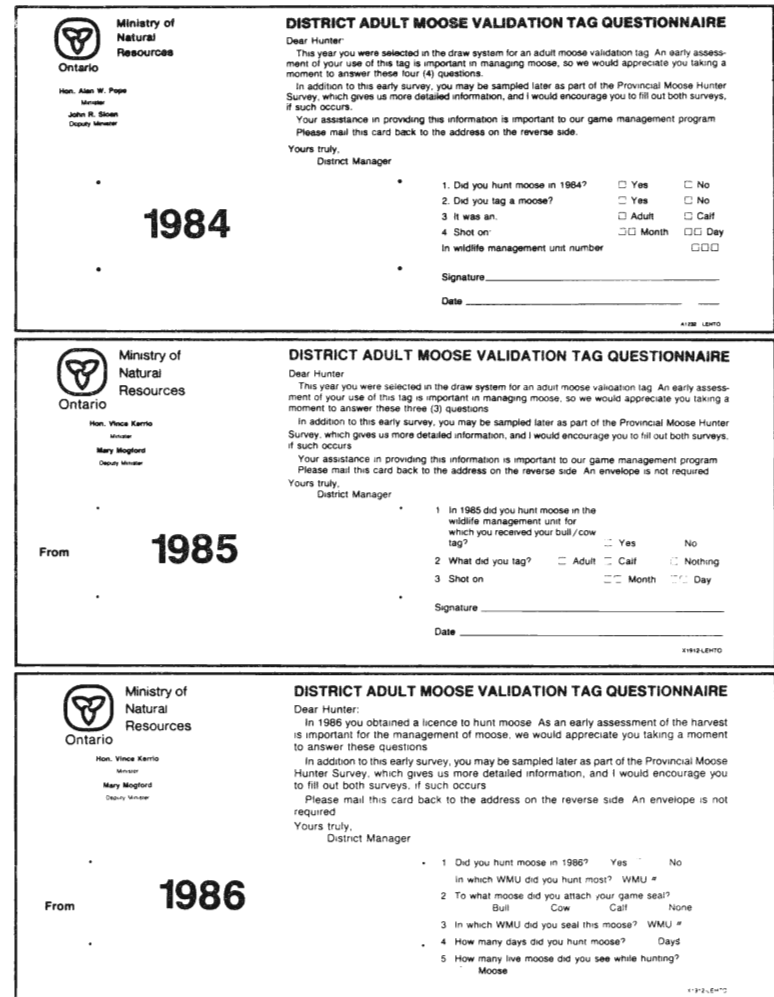 Ministry of
Natural
Resources
Ontario
Hon. Alan W. Pope
Minister
John R. Sloan
Deputy Minister
1984
DISTRICT ADULT MOOSE VALIDATION TAG QUESTIONNAIRE
Dear Hunter
This year you were selected in the draw system for an adult moose validation tag An early assess-
ment of your use of this tag is important in managing moose, so we would appreciate you taking a
moment to answer these four (4) questions.
In addition to this early survey, you may be sampled later as part of the Provincial Moose Hunter
Survey, which gives us more detailed information, and I would encourage you to fill out both surveys,
if such occurs.
Your assistance in providing this information is important to our game management program
Please mail this card back to the address on the reverse side.
Yours truly,
District Manager
1. Did you hunt moose in 1984? Yes No
2. Did you tag a moose? Yes No
3 It was an. Adult Calf
4 Shot on Month Day
In wildlife management unit number
Signature
Date
LEHTO
Ministry of
Natural
Resources
Ontario
Hon. Vince Kerrio
Minister
Mary Mogford
Deputy Minister
From 1985
DISTRICT ADULT MOOSE VALIDATION TAG QUESTIONNAIRE
Dear Hunter
This year you were selected in the draw system for an adult moose validation tag An early assess-
ment of your use of this tag is important in managing moose, so we would appreciate you taking a
moment to answer these three (3) questions
In addition to this early survey, you may be sampled later as part of the Provincial Moose Hunter
Survey, which gives us more detailed information, and I would encourage you to fill out both surveys,
if such occurs
Your assistance in providing this information is important to our game management program
Please mail this card back to the address on the reverse side An envelope is not required
Yours truly,
District Manager
1 In 1985 did you hunt moose in the
wildlife management unit for
which you received your bull/cow
tag? Yes No
2 What did you tag? Adult Calf Nothing
3 Shot on Month Day
Signature
Date
Ministry of
Natural
Resources
Ontario
Hon. Vince Kerrio
Minister
Mary Mogford
Deputy Minister
From 1986
DISTRICT ADULT MOOSE VALIDATION TAG QUESTIONNAIRE
Dear Hunter:
In 1986 you obtained a licence to hunt moose As an early assessment of the harvest
is important for the management of moose, we would appreciate you taking a moment
to answer these questions
In addition to this early survey, you may be sampled later as part of the Provincial Moose
Hunter Survey, which gives us more detailed information, and I would encourage you
to fill out both surveys, if such occurs
Please mail this card back to the address on the reverse side An envelope is not
required
Yours truly,
District Manager
1 Did you hunt moose in 1986? Yes No
In which WMU did you hunt most? WMU #
2 To what moose did you attach your game seal?
Bull Cow Calf None
3 In which WMU did you seal this moose? WMU #
4 How many days did you hunt moose? Days
5 How many live moose did you see while hunting?
Moose